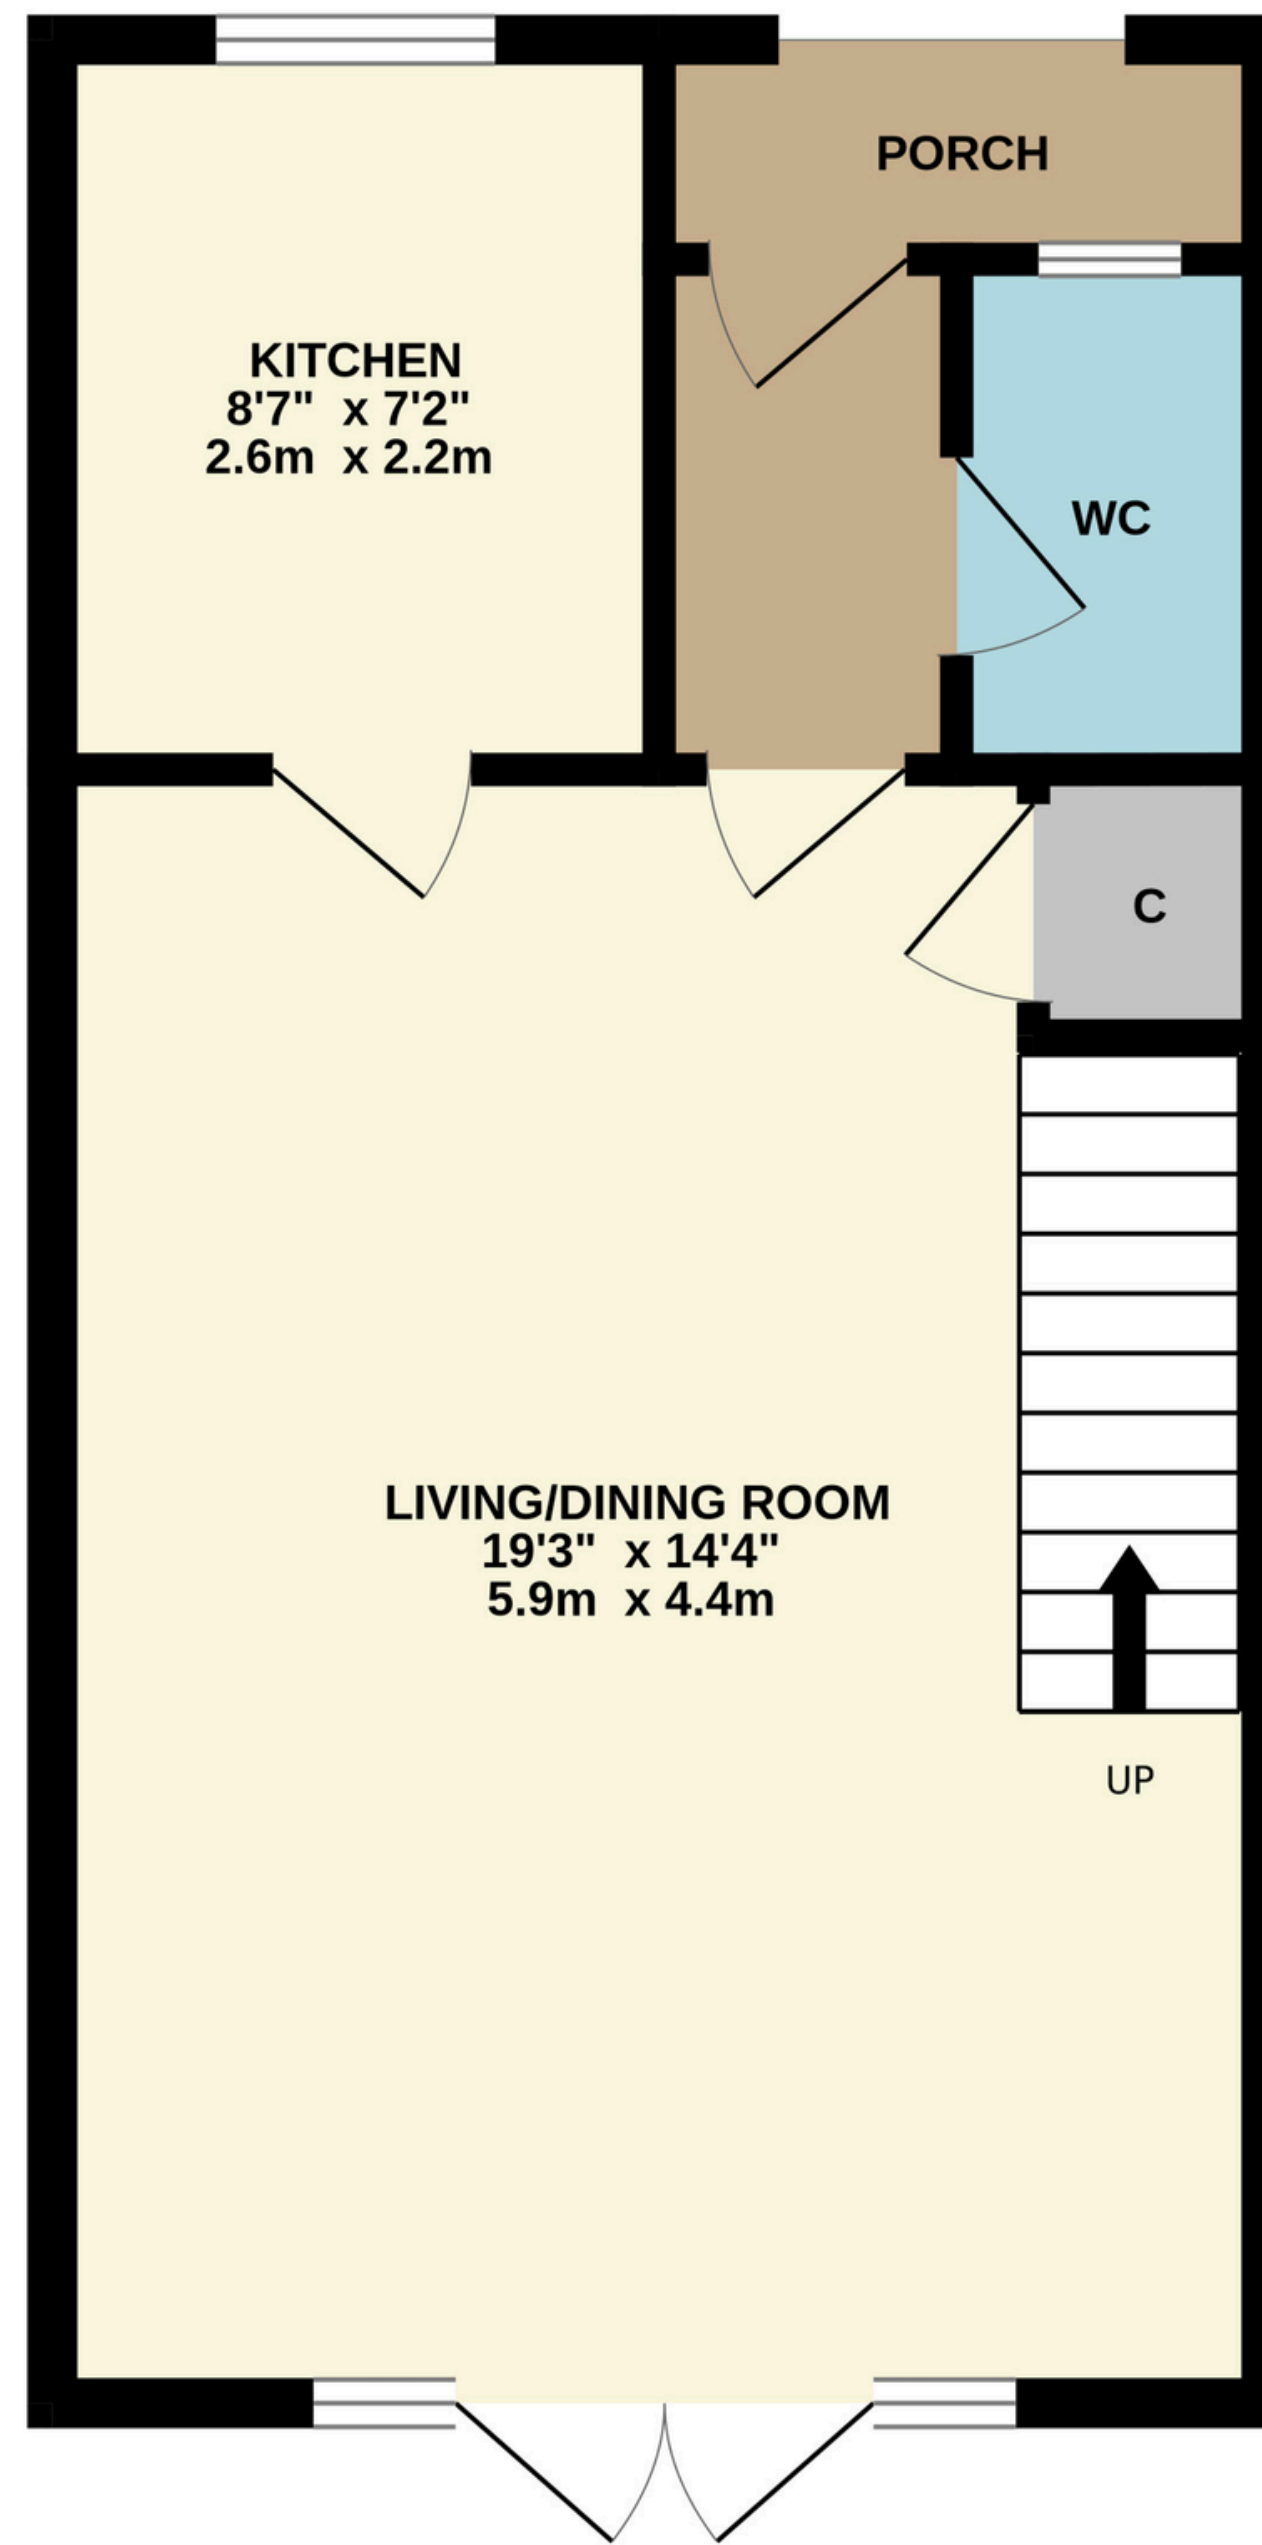 PORCH
KITCHEN
8'7" x 7'2"
2.6m x 2.2m
WC
C
LIVING/DINING ROOM
19'3" x 14'4"
5.9m x 4.4m
UP